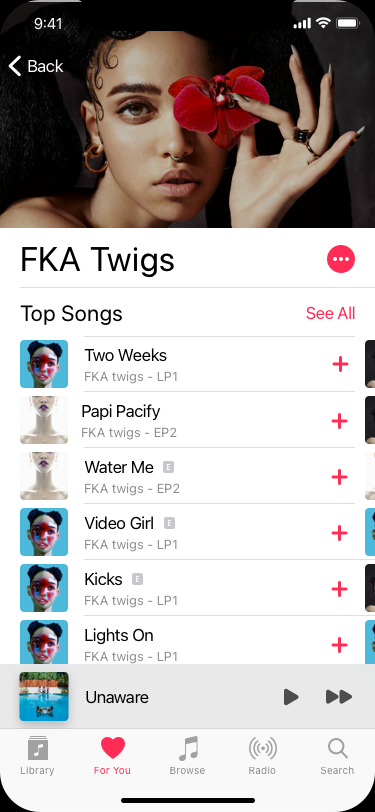 9:41
Back
FKA Twigs
Top Songs
See All
Two Weeks
FKA twigs - LP1
Papi Pacify
FKA twigs - EP2
Water Me E
FKA twigs - EP2
Video Girl E
FKA twigs - LP1
Kicks E
FKA twigs - LP1
Lights On
FKA twigs - LP1
Unaware
Library
For You
Browse
Radio
Search